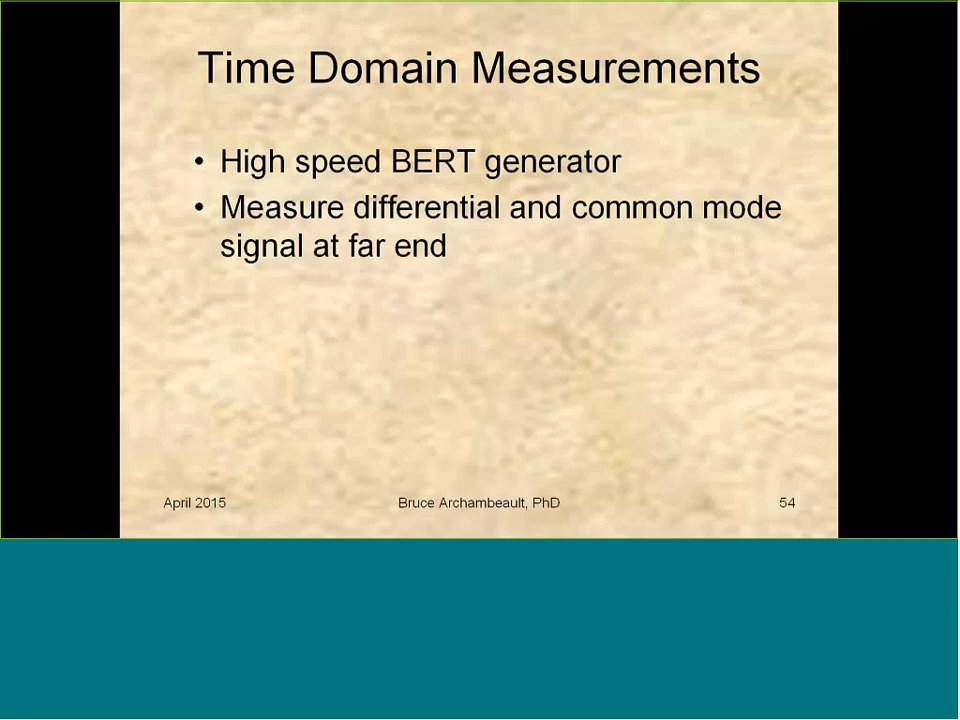 Time Domain Measurements
• High speed BERT generator
• Measure differential and common mode
signal at far end
April 2015
Bruce Archambeault, PhD
54